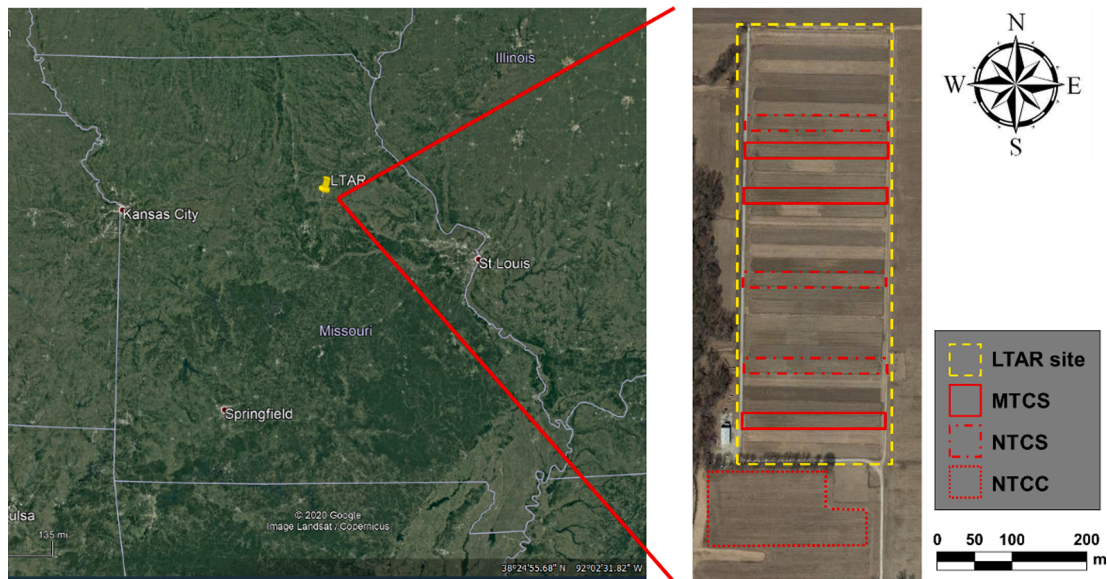 Illinois
LTAR
Kansas City
St Louis
Missouri
Springfield
ulsa
135 mi
© 2020 Google
Image Landsat / Copernicus
38°24'55.68" N 92°02'31.82" W
N
W E
S
LTAR site
MTCS
NTCS
NTCC
0 50 100 200
m